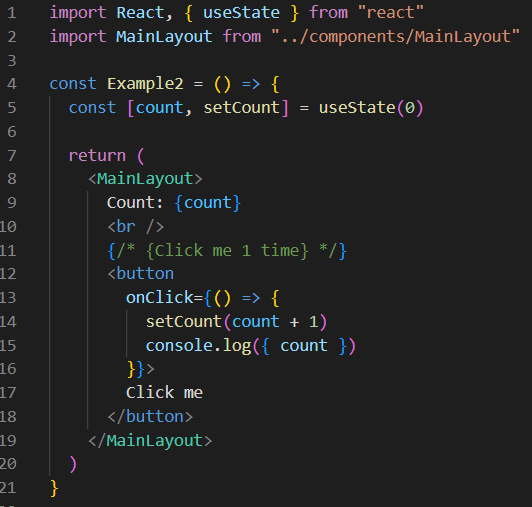 1 import React, { useState } from "react"
2 import MainLayout from "../components/MainLayout"
3
4 const Example2 = () => {
5   const [count, setCount] = useState(0)
6
7   return (
8     <MainLayout>
9       Count: {count}
10       <br />
11       {/* {Click me 1 time} */}
12       <button
13         onClick={() => {
14           setCount(count + 1)
15           console.log({ count })
16         }}>
17         Click me
18       </button>
19     </MainLayout>
20   )
21 }